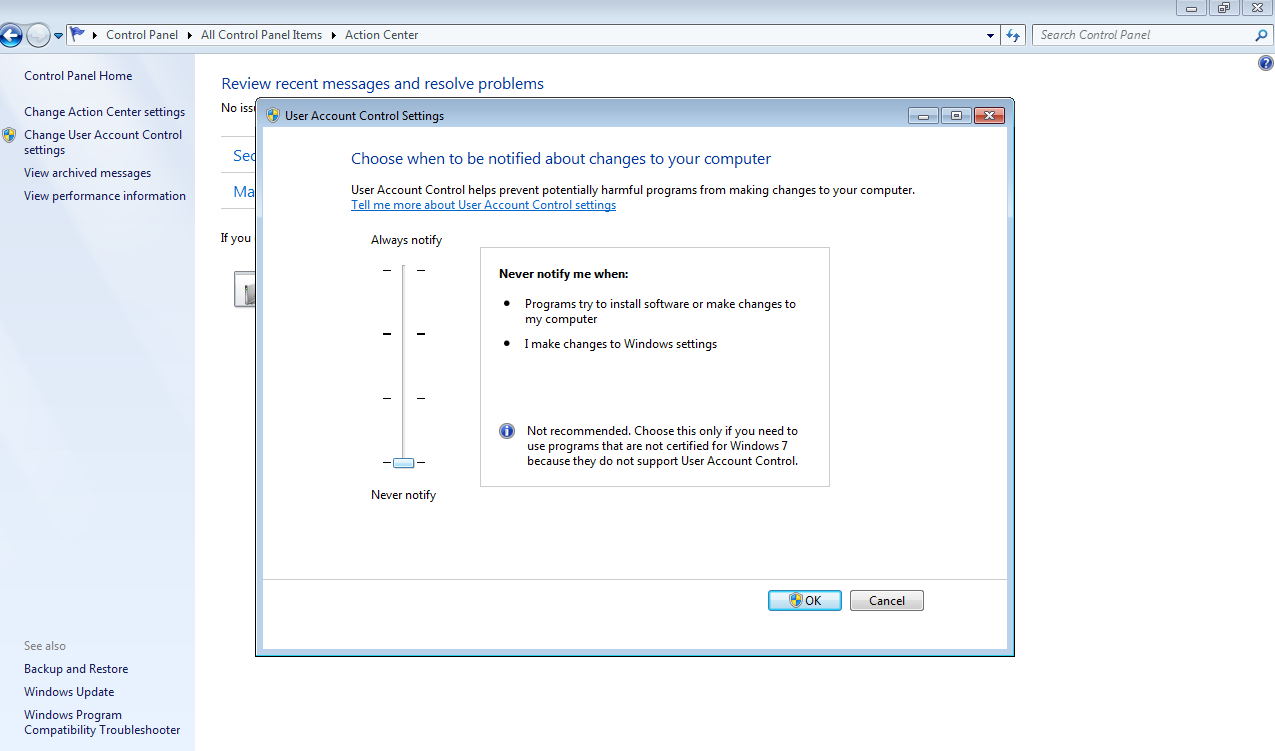 Control Panel
All Control Panel Items
Action Center
Search Control Panel
Control Panel Home
Change Action Center settings
Change User Account Control
settings
View archived messages
View performance information
See also
Backup and Restore
Windows Update
Windows Program
Compatibility Troubleshooter
Review recent messages and resolve problems
No
If you
User Account Control Settings
Choose when to be notified about changes to your computer
User Account Control helps prevent potentially harmful programs from making changes to your computer.
Tell me more about User Account Control settings
Always notify
Never notify
Never notify me when:
Programs try to install software or make changes to
my computer
I make changes to Windows settings
Not recommended. Choose this only if you need to
use programs that are not certified for Windows 7
because they do not support User Account Control.
OK
Cancel